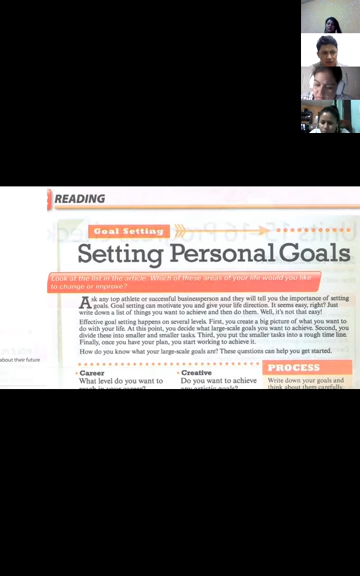 READING
Goal Setting
Setting Personal Goals
Look at the list in the article. Which of these areas of your life would you like
to change or improve?
Ask any top athlete or successful businessperson and they will tell you the importance of setting
goals. Goal setting can motivate you and give your life direction. It seems easy, right? Just
write down a list of things you want to achieve and then do them. Well, it's not that easy!
Effective goal setting happens on several levels. First, you create a big picture of what you want to
do with your life. At this point, you decide what large-scale goals you want to achieve. Second, you
divide these into smaller and smaller tasks. Third, you put the smaller tasks into a rough time line.
Finally, once you have your plan, you start working to achieve it.
about their future
How do you know what your large-scale goals are? These questions can help you get started.
Career
What level do you want to
reach in your career?
Creative
Do you want to achieve
any artistic goals?
PROCESS
Write down your goals and
think about them carefully.